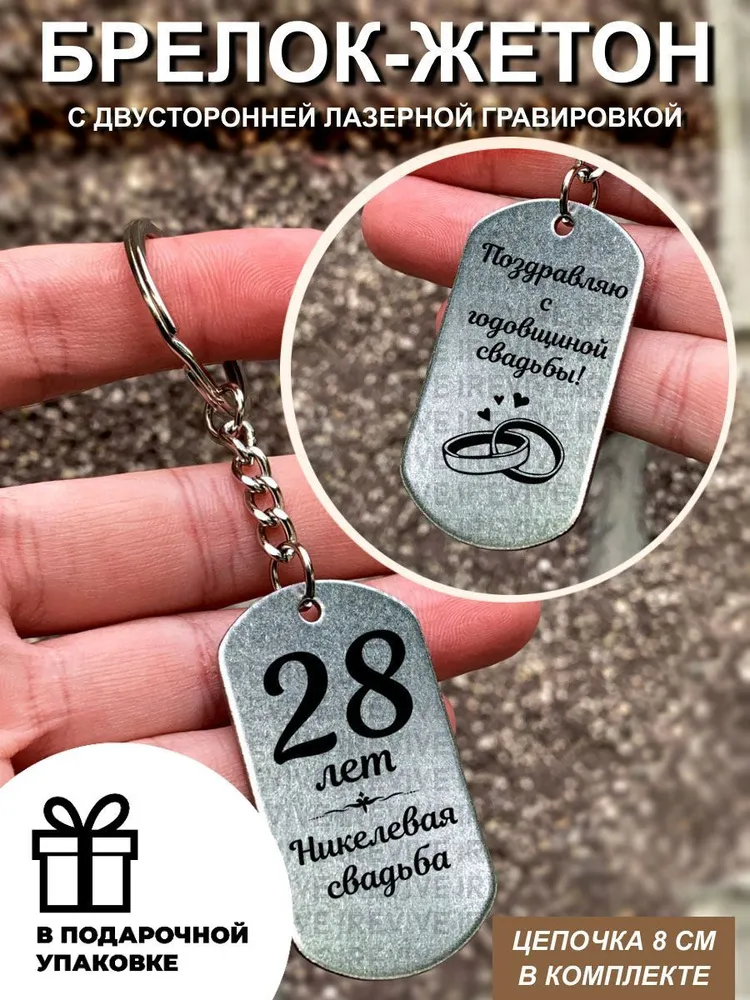 БРЕЛОК-ЖЕТОН
С ДВУСТОРОННЕЙ ЛАЗЕРНОЙ ГРАВИРОВКОЙ
Поздравляю
с
годовщиной
свадьбы!
28
лет
Никелевая
свадьба
В ПОДАРОЧНОЙ
УПАКОВКЕ
ЦЕПОЧКА 8 СМ
В КОМПЛЕКТЕ